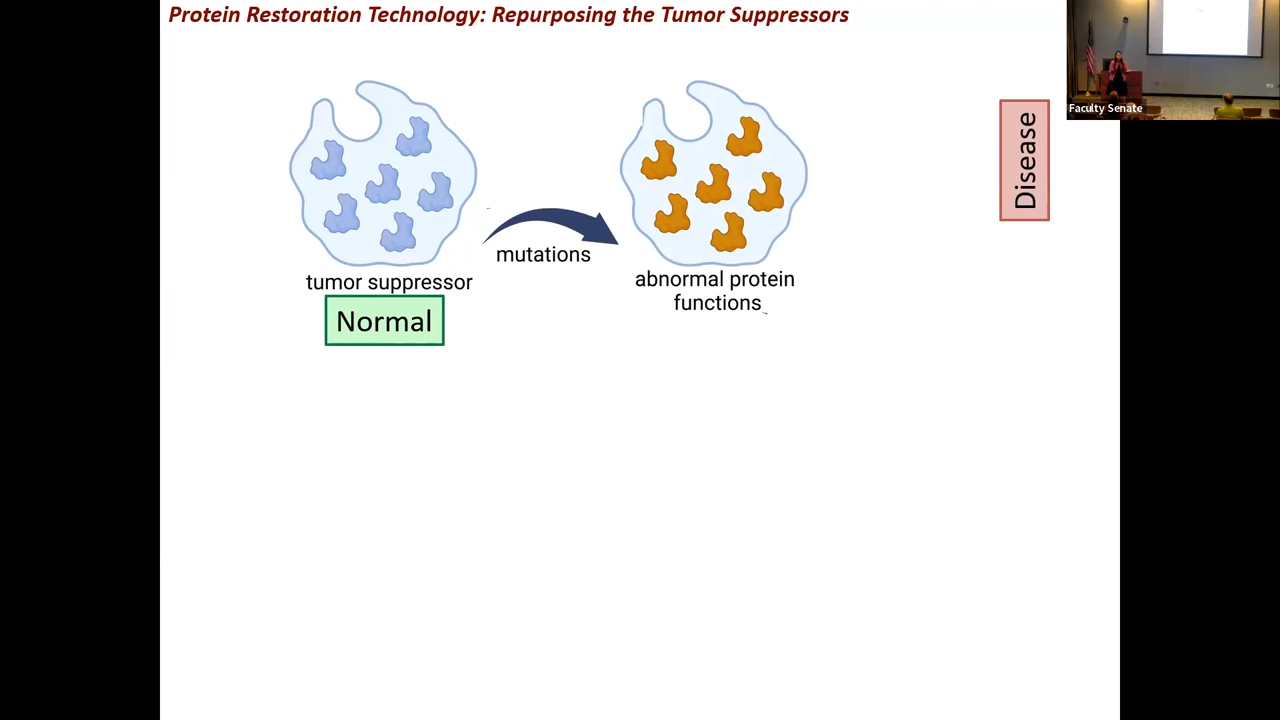 Protein Restoration Technology: Repurposing the Tumor Suppressors
Faculty Senate
Disease
mutations
tumor suppressor
Normal
abnormal protein
functions